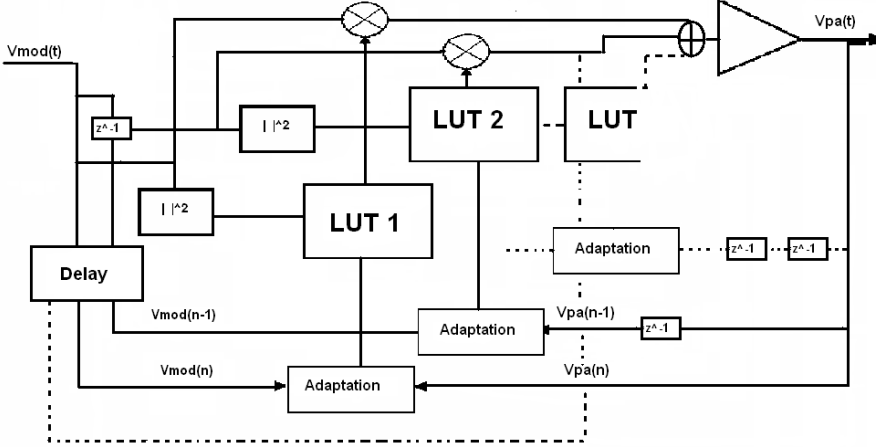 Vmod(t)
Vpa(t)
z^-1
| |^2
LUT 2
LUT
| |^2
LUT 1
Adaptation
z^-1
z^-1
Delay
Vmod(n-1)
Adaptation
Vpa(n-1)
z^-1
Vmod(n)
Adaptation
Vpa(n)